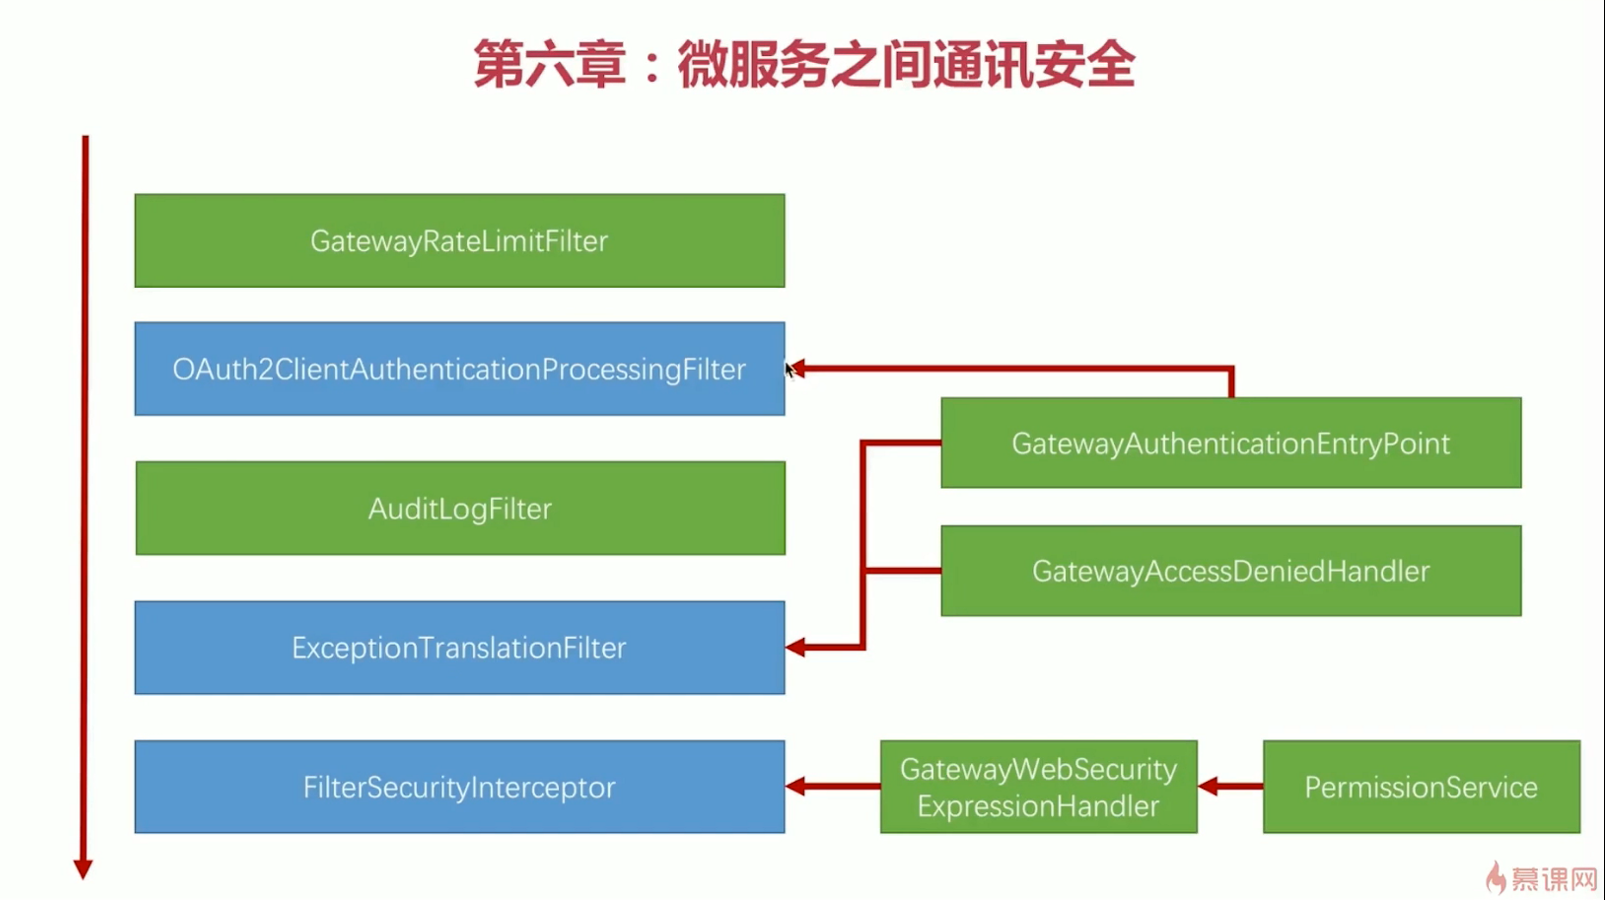 第六章：微服务之间通讯安全
GatewayRateLimitFilter
OAuth2ClientAuthenticationProcessingFilter
GatewayAuthenticationEntryPoint
AuditLogFilter
GatewayAccessDeniedHandler
ExceptionTranslationFilter
FilterSecurityInterceptor
GatewayWebSecurity
ExpressionHandler
PermissionService
慕课网